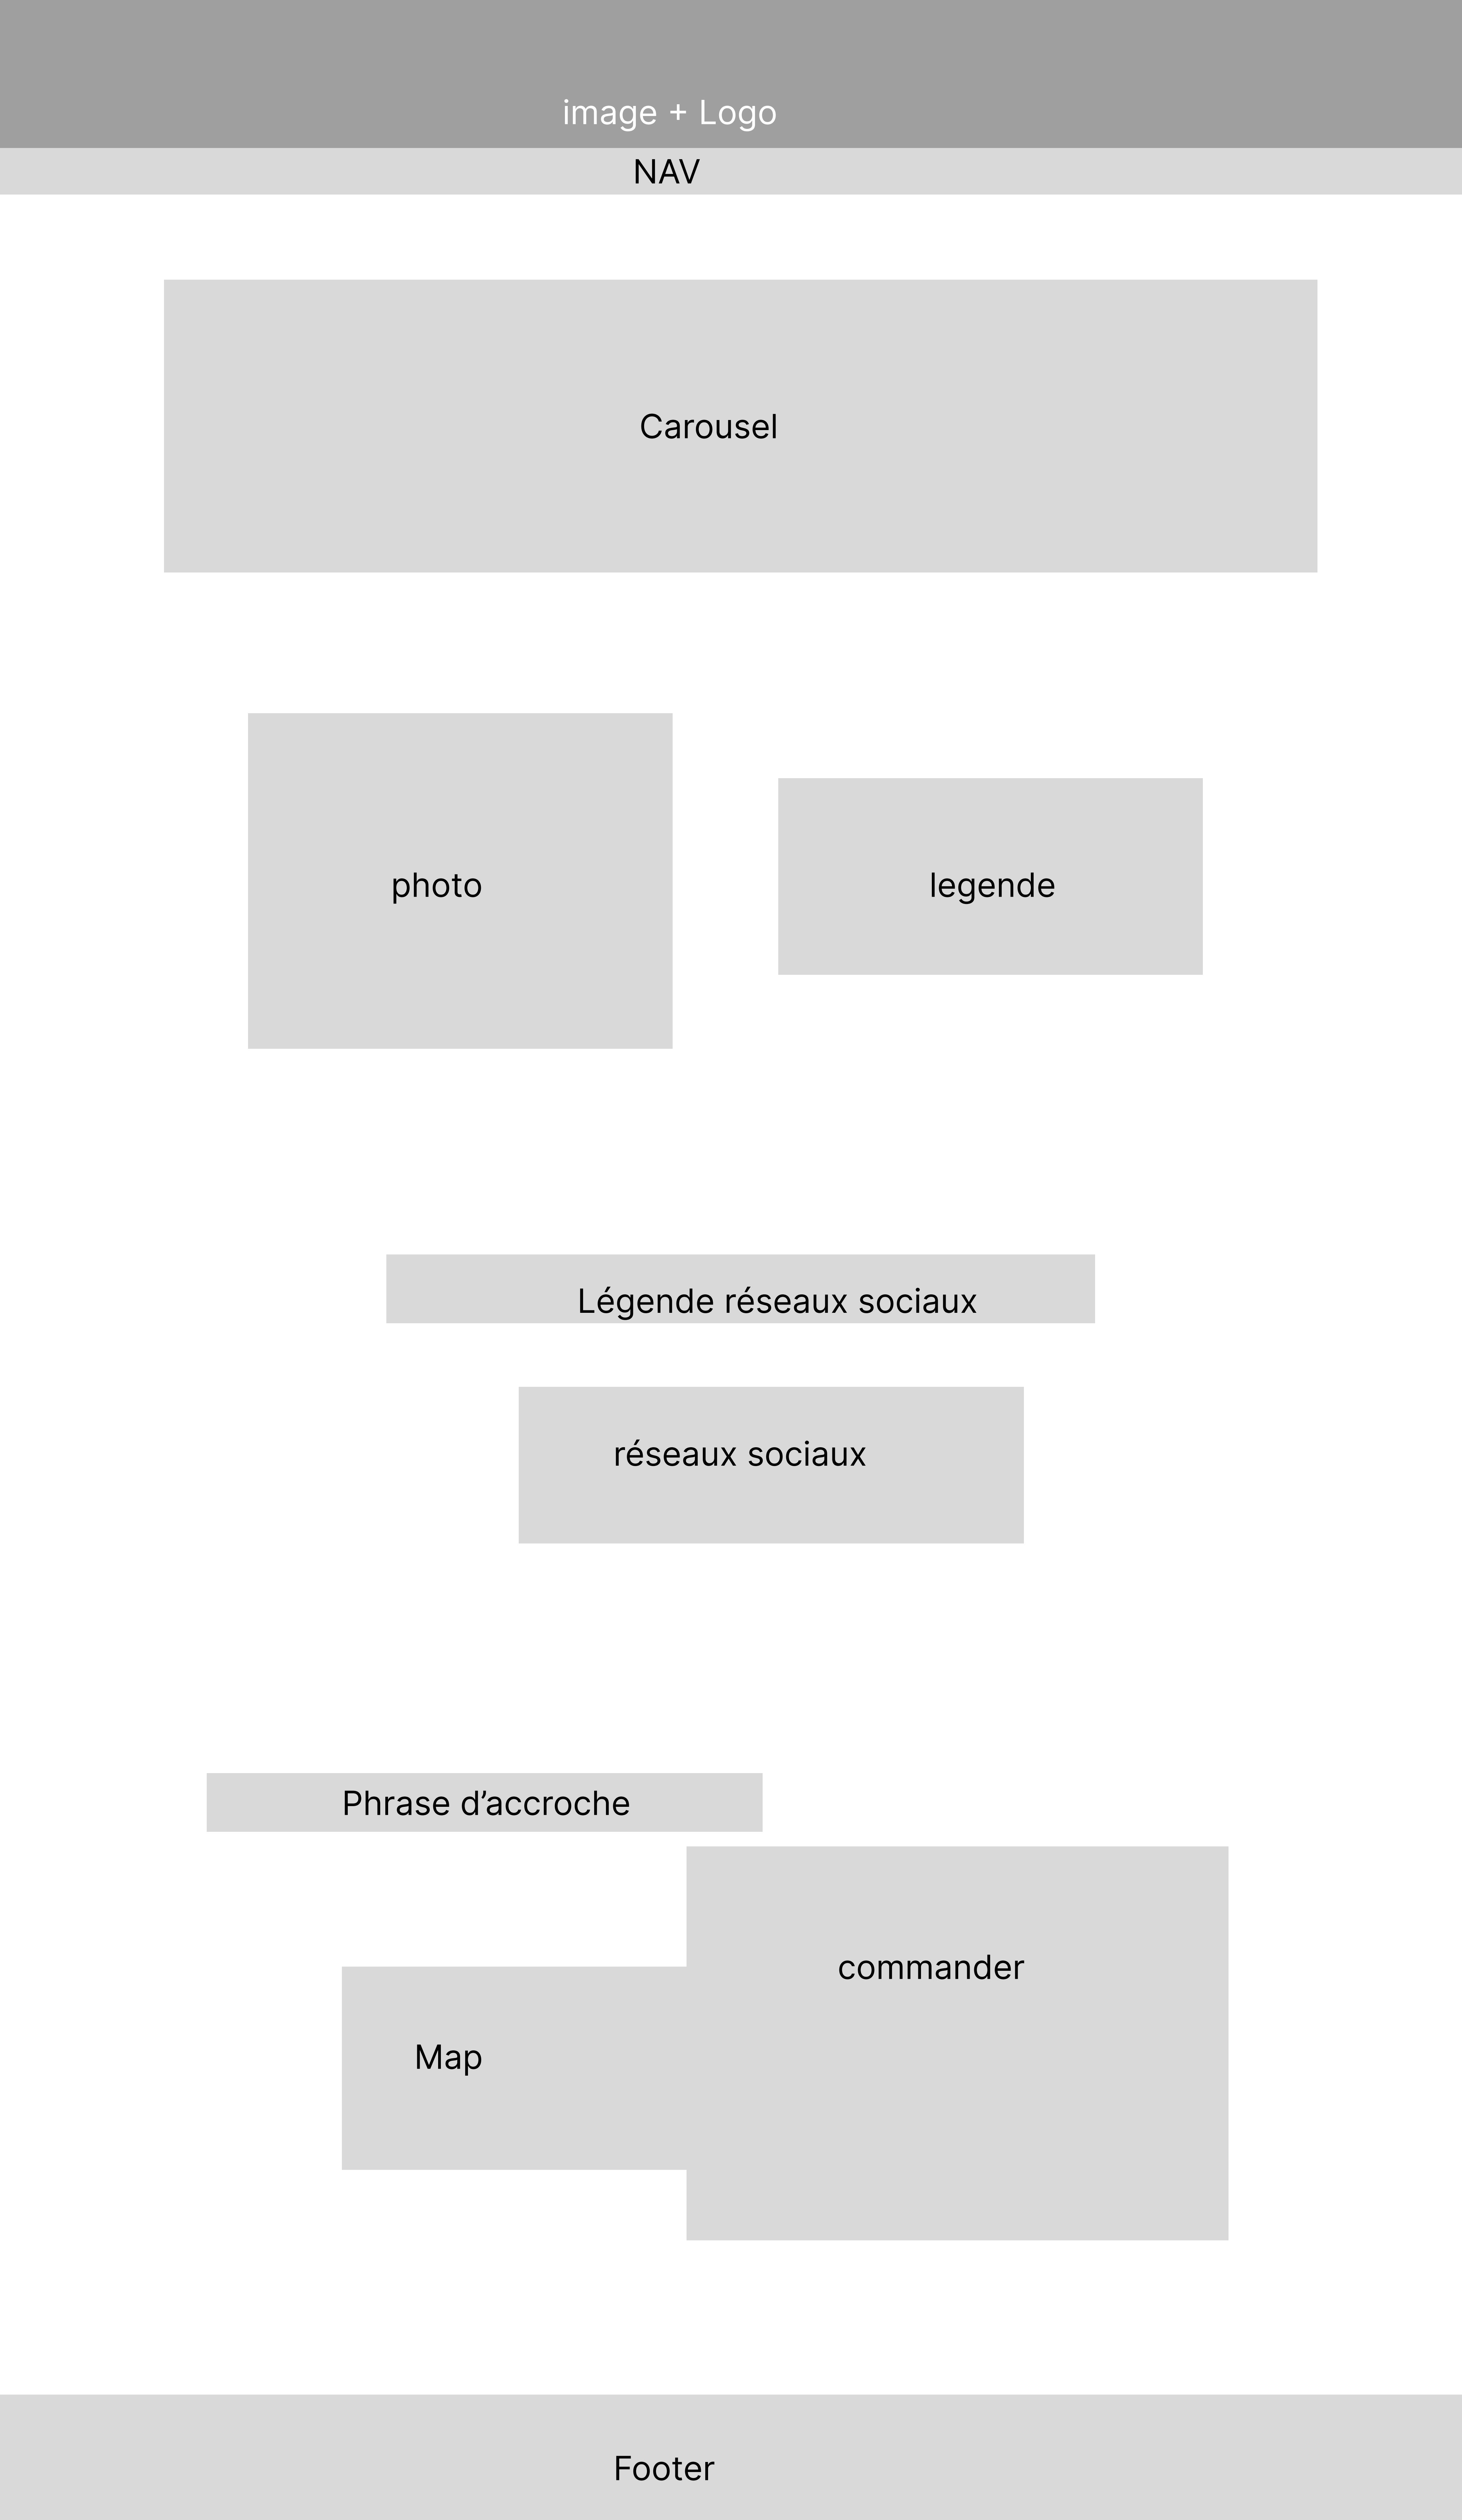 image + Logo
NAV
Carousel
photo
legende
Légende réseaux sociaux
réseaux sociaux
Phrase d’accroche
commander
Map
Footer